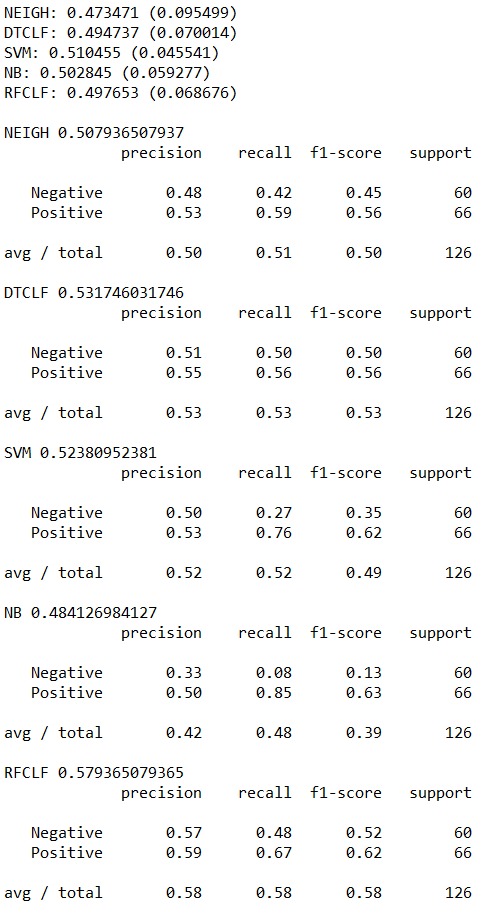 NEIGH: 0.473471 (0.095499)
DTCLF: 0.494737 (0.070014)
SVM: 0.510455 (0.045541)
NB: 0.502845 (0.059277)
RFCLF: 0.497653 (0.068676)
NEIGH 0.507936507937
precision recall f1-score support
Negative 0.48 0.42 0.45 60
Positive 0.53 0.59 0.56 66
avg / total 0.50 0.51 0.50 126
DTCLF 0.531746031746
precision recall f1-score support
Negative 0.51 0.50 0.50 60
Positive 0.55 0.56 0.56 66
avg / total 0.53 0.53 0.53 126
SVM 0.52380952381
precision recall f1-score support
Negative 0.50 0.27 0.35 60
Positive 0.53 0.76 0.62 66
avg / total 0.52 0.52 0.49 126
NB 0.484126984127
precision recall f1-score support
Negative 0.33 0.08 0.13 60
Positive 0.50 0.85 0.63 66
avg / total 0.42 0.48 0.39 126
RFCLF 0.579365079365
precision recall f1-score support
Negative 0.57 0.48 0.52 60
Positive 0.59 0.67 0.62 66
avg / total 0.58 0.58 0.58 126